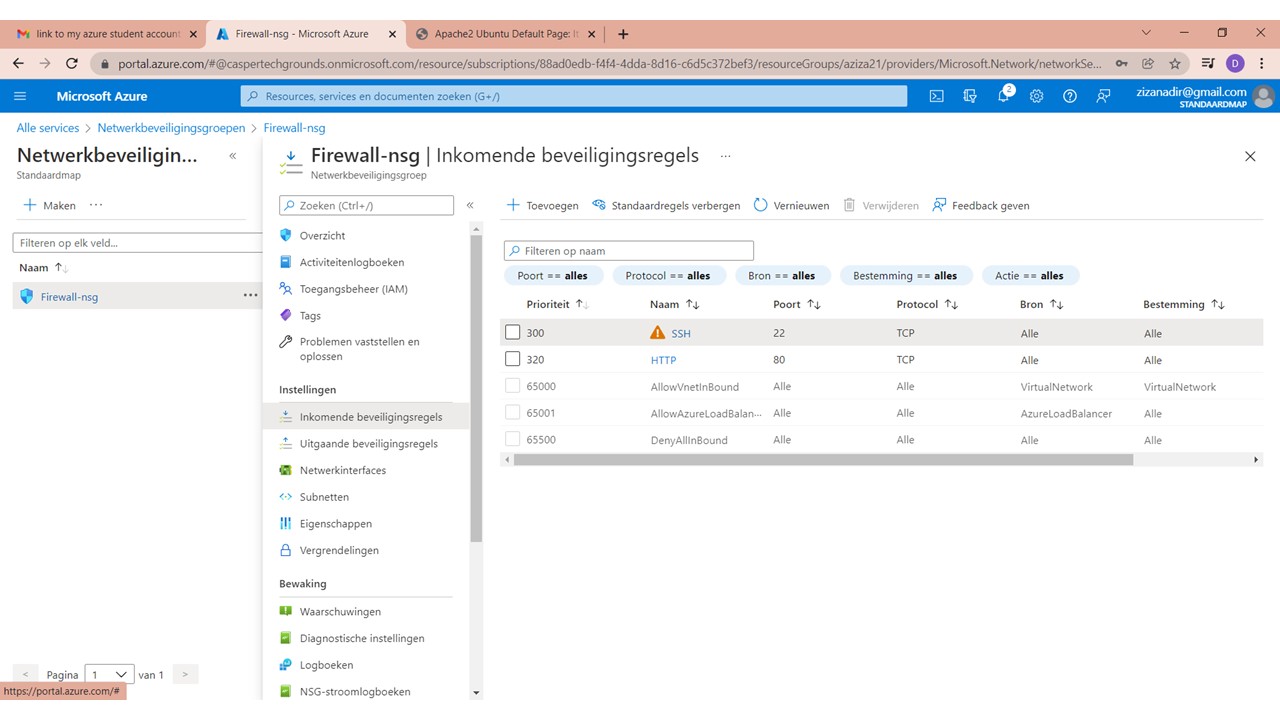 link to my azure student account
Firewall-nsg - Microsoft Azure
Apache2 Ubuntu Default Page: It
portal.azure.com/#@caspertechgrounds.onmicrosoft.com/resource/subscriptions/88ad0edb-f4f4-4dda-8d16-c6d5c372bef3/resourceGroups/aziza21/providers/Microsoft.Network/networkSe...
D
Microsoft Azure
Resources, services en documenten zoeken (G+/)
2
zizanadir@gmail.com
STANDAARDMAP
Alle services > Netwerkbeveiligingsgroepen > Firewall-nsg
Netwerkbeveiligin...
Standaardmap
Maken ...
Filteren op elk veld...
Naam
Firewall-nsg ...
< Pagina 1 van 1 >
https://portal.azure.com/#
Firewall-nsg | Inkomende beveiligingsregels ...
Netwerkbeveiligingsgroep
Zoeken (Ctrl+/)
Overzicht
Activiteitenlogboeken
Toegangsbeheer (IAM)
Tags
Problemen vaststellen en
oplossen
Instellingen
Inkomende beveiligingsregels
Uitgaande beveiligingsregels
Netwerkinterfaces
Subnetten
Eigenschappen
Vergrendelingen
Bewaking
Waarschuwingen
Diagnostische instellingen
Logboeken
NSG-stroomlogboeken
Toevoegen Standaardregels verbergen Vernieuwen Verwijderen Feedback geven
Filteren op naam
Poort == alles Protocol == alles Bron == alles Bestemming == alles Actie == alles
Prioriteit Naam Poort Protocol Bron Bestemming
300 SSH 22 TCP Alle Alle
320 HTTP 80 TCP Alle Alle
65000 AllowVnetInBound Alle Alle VirtualNetwork VirtualNetwork
65001 AllowAzureLoadBalan... Alle Alle AzureLoadBalancer Alle
65500 DenyAllInBound Alle Alle Alle Alle